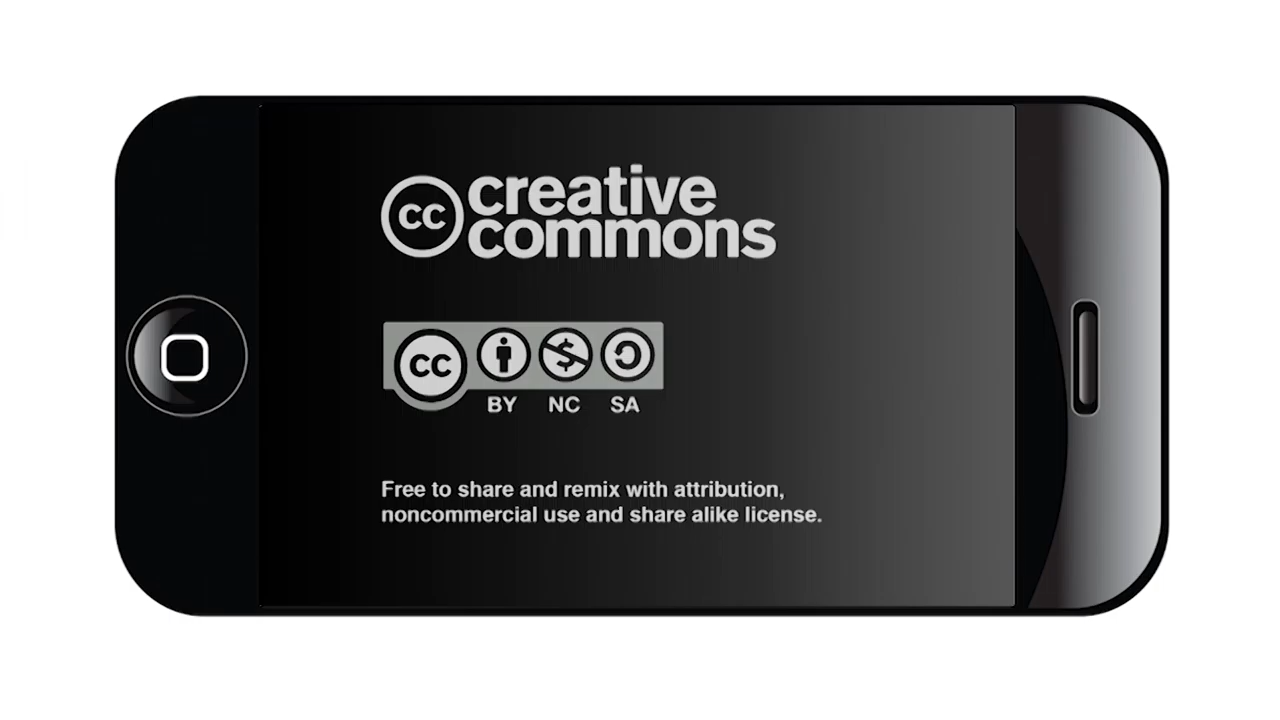 cc creative
commons
cc
BY NC SA
Free to share and remix with attribution,
noncommercial use and share alike license.